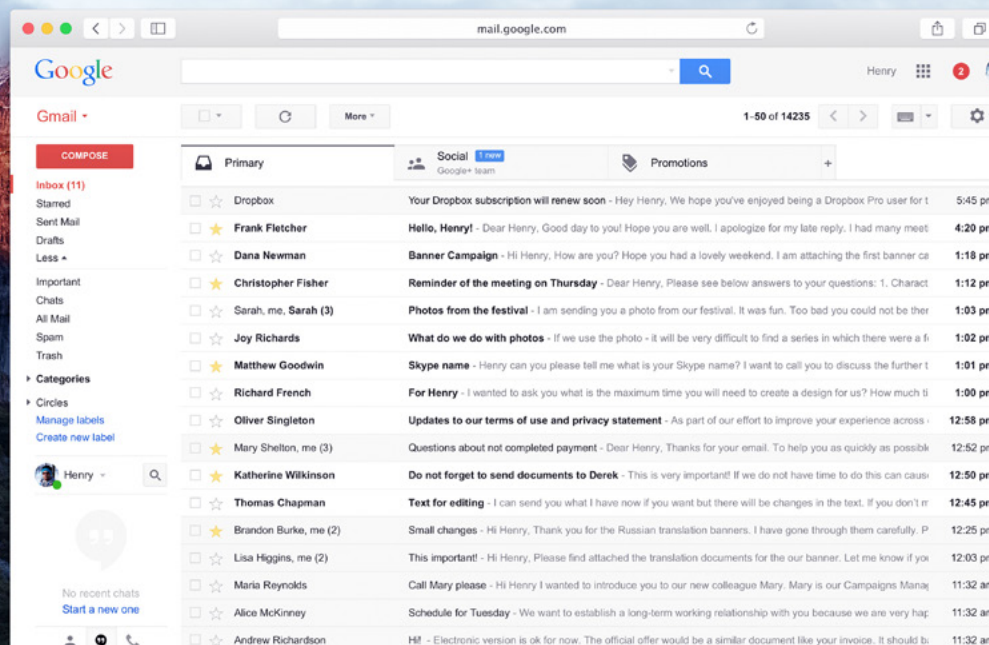 mail.google.com
Google
Henry
2
Gmail
More
1-50 of 14235
COMPOSE
Inbox (11)
Starred
Sent Mail
Drafts
Less
Important
Chats
All Mail
Spam
Trash
Categories
Circles
Manage labels
Create new label
Henry
No recent chats
Start a new one
Primary
Social 1 new
Google+ team
Promotions
+
Dropbox Your Dropbox subscription will renew soon - Hey Henry, We hope you've enjoyed being a Dropbox Pro user for 5:45
Frank Fletcher Hello, Henry! - Dear Henry, Good day to you! Hope you are well. I apologize for my late reply. I had many 4:20
Dana Newman Banner Campaign - Hi Henry, How are you? Hope you had a lovely weekend. I am attaching the first banner 1:18
Christopher Fisher Reminder of the meeting on Thursday - Dear Henry, Please see below answers to your questions: 1. 1:12
Sarah, me, Sarah (3) Photos from the festival - I am sending you a photo from our festival. It was fun. Too bad you could not be 1:03
Joy Richards What do we do with photos - If we use the photo - it will be very difficult to find a series in which there were a 1:02
Matthew Goodwin Skype name - Henry can you please tell me what is your Skype name? I want to call you to discuss the further 1:01
Richard French For Henry - I wanted to ask you what is the maximum time you will need to create a design for us? How much 1:00
Oliver Singleton Updates to our terms of use and privacy statement - As part of our effort to improve your experience across 12:58
Mary Shelton, me (3) Questions about not completed payment - Dear Henry, Thanks for your email. To help you as quickly as possible 12:52
Katherine Wilkinson Do not forget to send documents to Derek - This is very important! If we do not have time to do this can 12:50
Thomas Chapman Text for editing - I can send you what I have now if you want but there will be changes in the text. If you don't 12:45
Brandon Burke, me (2) Small changes - Hi Henry, Thank you for the Russian translation banners. I have gone through them carefully. 12:25
Lisa Higgins, me (2) This important! - Hi Henry, Please find attached the translation documents for the our banner. Let me know if 12:03
Maria Reynolds Call Mary please - Hi Henry I wanted to introduce you to our new colleague Mary. Mary is our Campaigns 11:32
Alice McKinney Schedule for Tuesday - We want to establish a long-term working relationship with you because we are very 11:32
Andrew Richardson Hi! - Electronic version is ok for now. The official offer would be a similar document like your invoice. It should 11:32